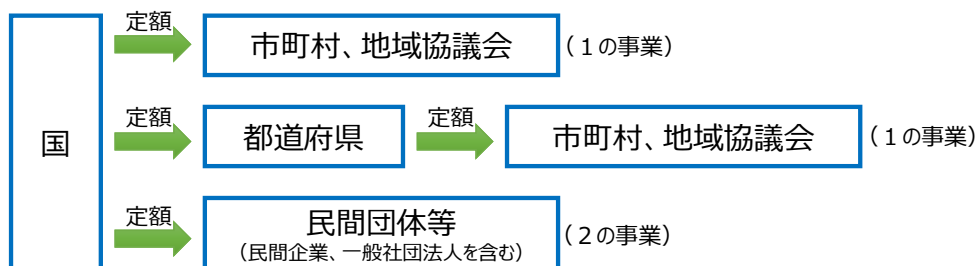 定額
市町村、地域協議会
(1の事業)
国
定額
都道府県
定額
市町村、地域協議会
(1の事業)
定額
民間団体等
(民間企業、一般社団法人を含む)
(2の事業)